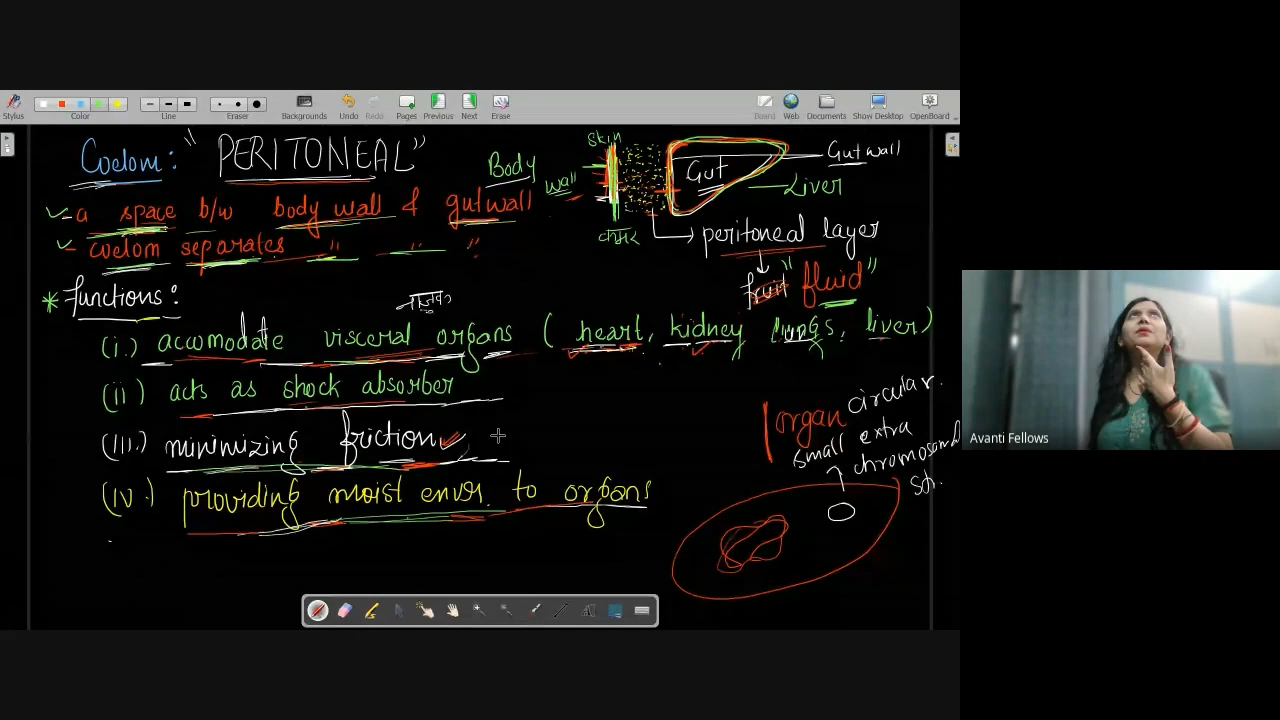 Stylus Color Line Eraser Backgrounds Undo Redo Pages Previous Next Erase Board Web Documents Show Desktop OpenBoard
Coelom: " PERITONEAL"
- a space b/w body wall & gutwall
- coelom separates " " "
* functions:
(i.) accomodate visceral organs ( heart, kidney lungs, liver)
(ii) acts as shock absorber
(iii.) minimizing friction
(iv.) providing moist envir. to organs
skin
Body
wall
Gut
Gut wall
Liver
peritoneal layer
fruit "fluid"
organ
circular.
small extra
chromosomal
Avanti Fellows